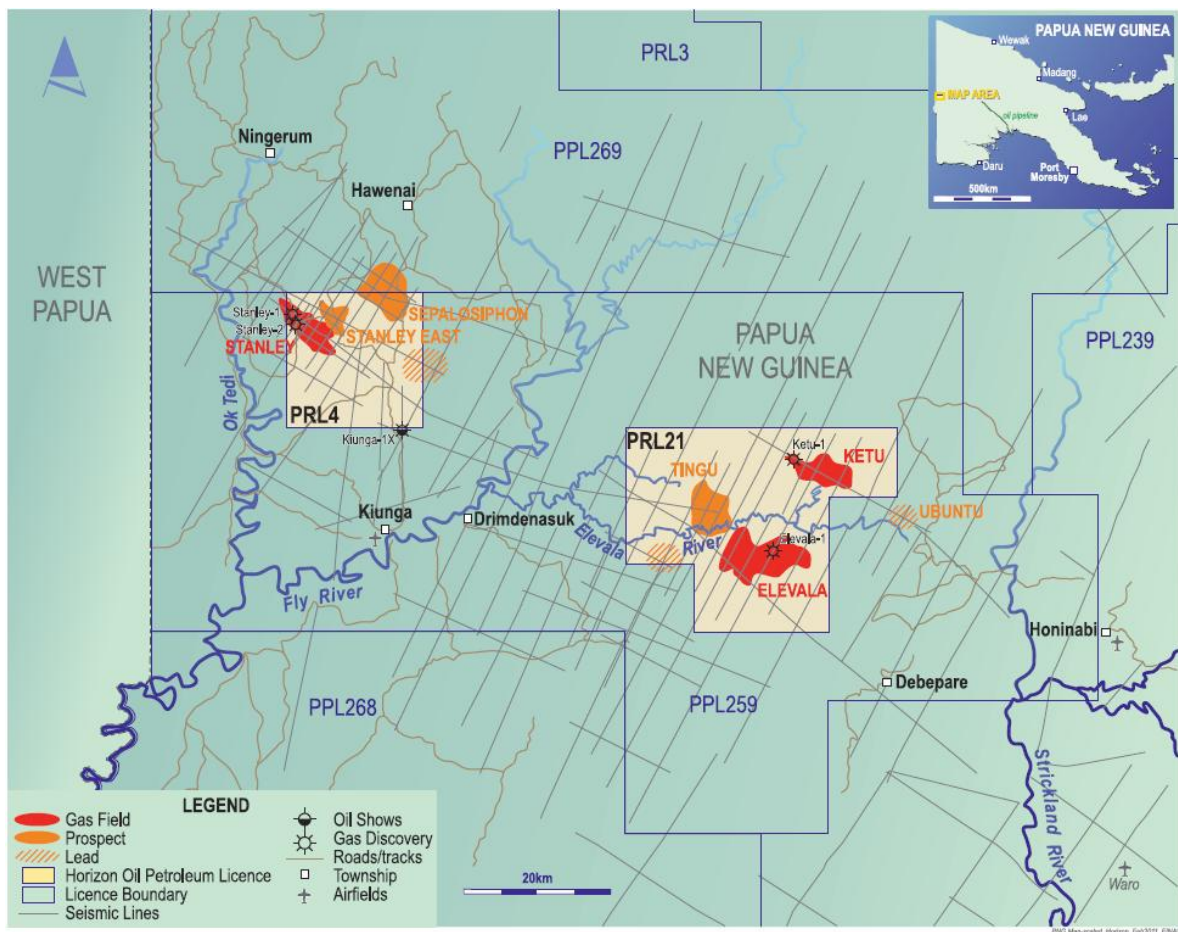 PRL3
PAPUA NEW GUINEA
Wewak
Madang
MAP AREA
oil pipeline
Lae
Daru
Port
Moresby
500km
Ningerum
PPL269
Hawenai
WEST
PAPUA
PAPUA
NEW GUINEA
PPL239
Stanley-1
Stanley-2
STANLEY
SEPALOSIPHON
STANLEY EAST
Ok Tedi
PRL4
Kiunga-1X
PRL21
Ketu-1
KETU
TINGU
UBUNTU
Kiunga
Drimdenasuk
Elevala
River
Elevala-1
ELEVALA
Fly River
Honinabi
Debepare
PPL268
PPL259
Strickland River
Waro
LEGEND
Gas Field
Prospect
Lead
Horizon Oil Petroleum Licence
Licence Boundary
Seismic Lines
Oil Shows
Gas Discovery
Roads/tracks
Township
Airfields
20km